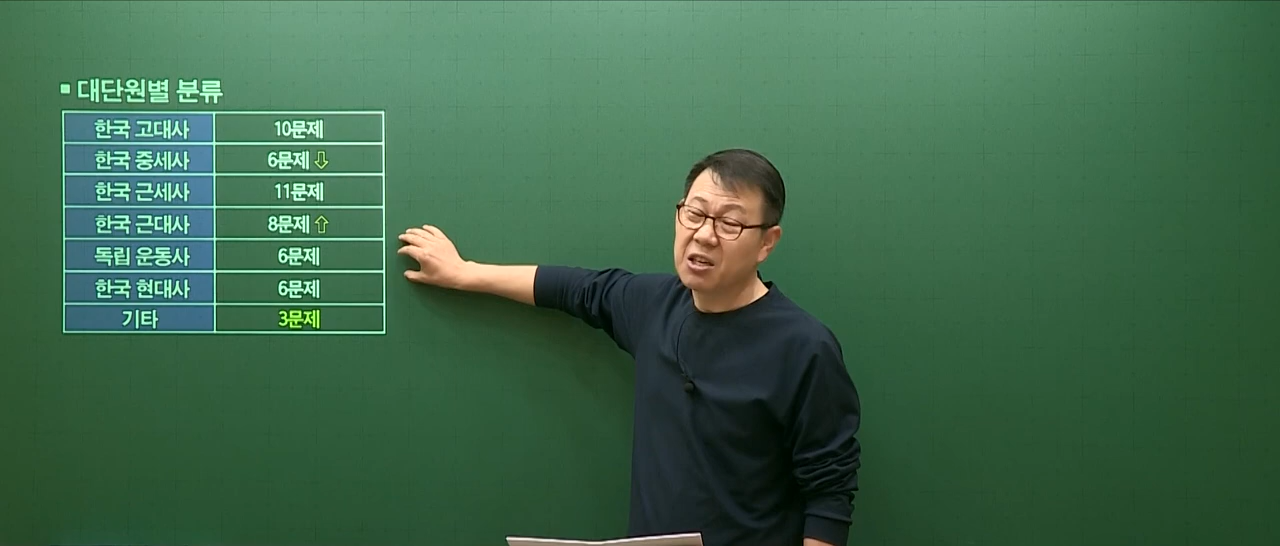 ▪ 대단원별 분류
한국 고대사 10문제
한국 중세사 6문제 ⇩
한국 근세사 11문제
한국 근대사 8문제 ⇧
독립 운동사 6문제
한국 현대사 6문제
기타 3문제